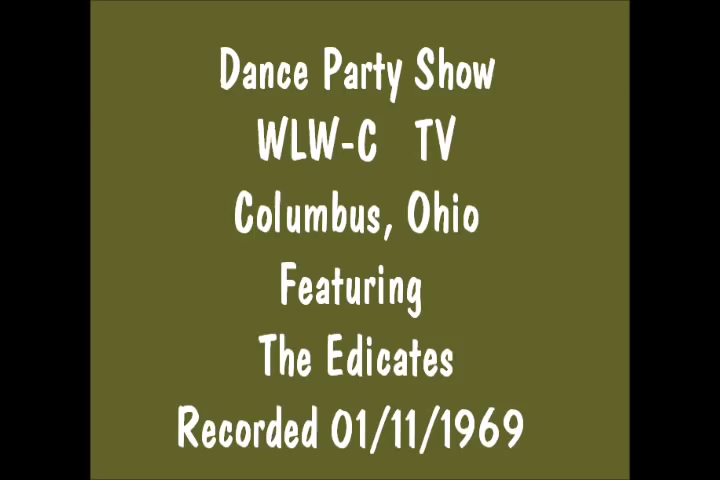 Dance Party Show
WLW-C TV
Columbus, Ohio
Featuring
The Edicates
Recorded 01/11/1969